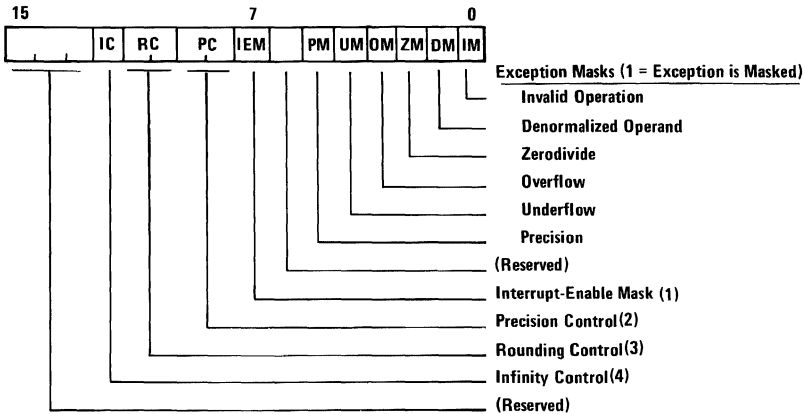 15 7 0
IC RC PC IEM PM UM OM ZM DM IM
Exception Masks (1 = Exception is Masked)
Invalid Operation
Denormalized Operand
Zerodivide
Overflow
Underflow
Precision
(Reserved)
Interrupt-Enable Mask (1)
Precision Control(2)
Rounding Control(3)
Infinity Control(4)
(Reserved)